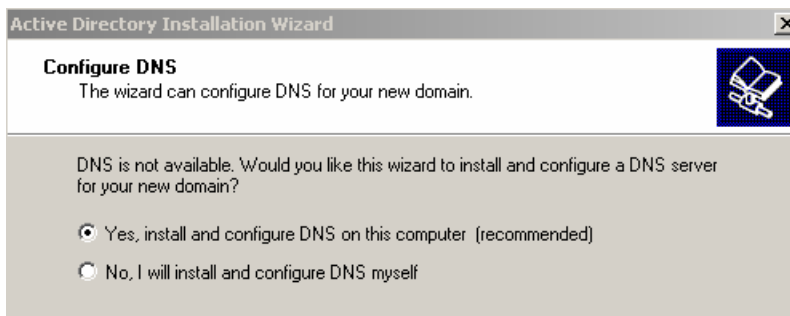 Active Directory Installation Wizard
Configure DNS
The wizard can configure DNS for your new domain.
DNS is not available. Would you like this wizard to install and configure a DNS server
for your new domain?
Yes, install and configure DNS on this computer (recommended)
No, I will install and configure DNS myself